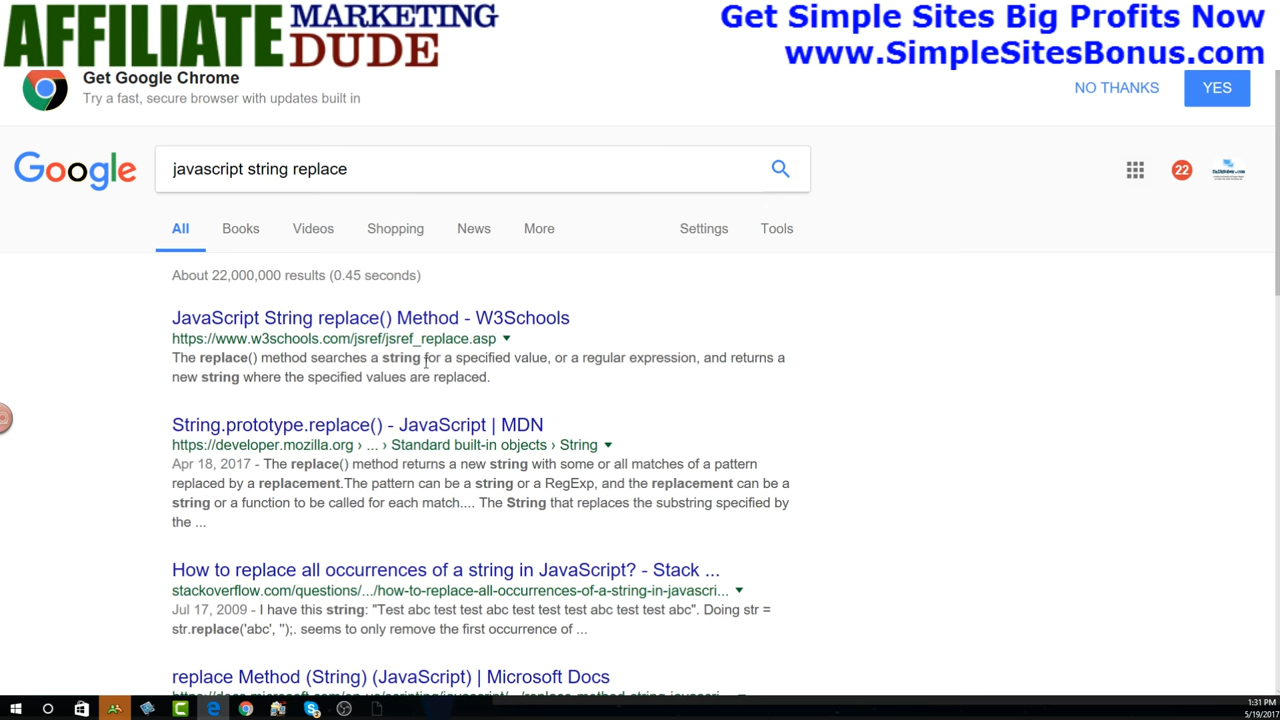 AFFILIATE MARKETING DUDE
Get Simple Sites Big Profits Now
www.SimpleSitesBonus.com
Get Google Chrome
Try a fast, secure browser with updates built in
NO THANKS
YES
Google
javascript string replace
22
All Books Videos Shopping News More Settings Tools
About 22,000,000 results (0.45 seconds)
JavaScript String replace() Method - W3Schools
https://www.w3schools.com/jsref/jsref_replace.asp
The replace() method searches a string for a specified value, or a regular expression, and returns a
new string where the specified values are replaced.
String.prototype.replace() - JavaScript | MDN
https://developer.mozilla.org › ... › Standard built-in objects › String
Apr 18, 2017 - The replace() method returns a new string with some or all matches of a pattern
replaced by a replacement.The pattern can be a string or a RegExp, and the replacement can be a
string or a function to be called for each match.... The String that replaces the substring specified by
the ...
How to replace all occurrences of a string in JavaScript? - Stack ...
stackoverflow.com/questions/.../how-to-replace-all-occurrences-of-a-string-in-javascri...
Jul 17, 2009 - I have this string: "Test abc test test abc test test test abc test test abc". Doing str =
str.replace('abc', '');. seems to only remove the first occurrence of ...
replace Method (String) (JavaScript) | Microsoft Docs
1:31 PM
5/19/2017